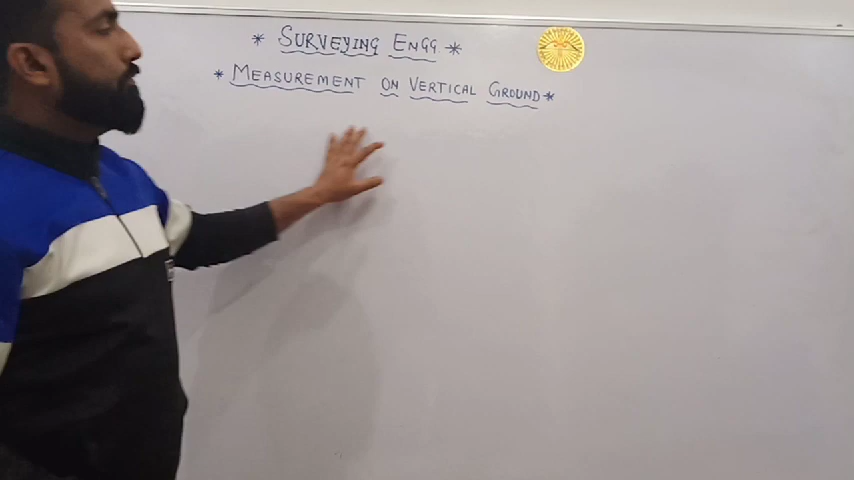 * SURVEYING ENGG. *
* MEASUREMENT ON VERTICAL GROUND *